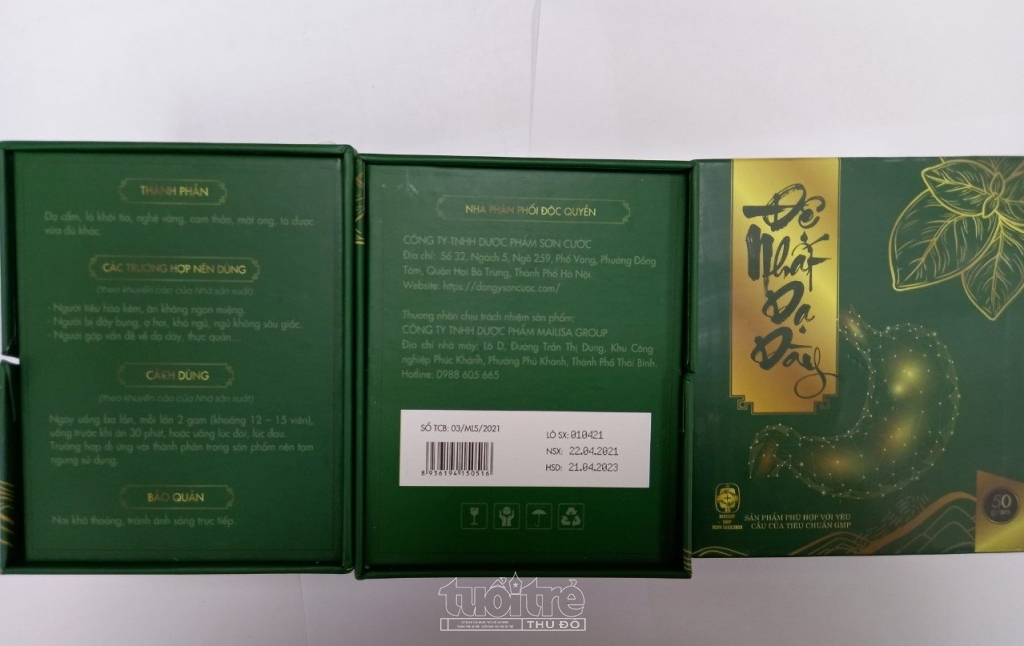 THÀNH PHẦN
Dạ cẩm, lá khôi tía, nghệ vàng, cam thảo, mật ong, tá dược
vừa đủ khác.
CÁC TRƯỜNG HỢP NÊN DÙNG
(theo khuyến cáo của Nhà sản xuất)
- Người tiêu hóa kém, ăn không ngon miệng.
- Người bị đầy bụng, ợ hơi, khó ngủ, ngủ không sâu giấc.
- Người gặp vấn đề về dạ dày, thực quản...
CÁCH DÙNG
(theo khuyến cáo của Nhà sản xuất)
Ngày uống ba lần, mỗi lần 2 gam (khoảng 12 – 15 viên),
uống trước khi ăn 30 phút, hoặc uống lúc đói, lúc đau.
Trường hợp dị ứng với thành phần trong sản phẩm nên tạm
ngưng sử dụng.
BẢO QUẢN
Nơi khô thoáng, tránh ánh sáng trực tiếp.
NHÀ PHÂN PHỐI ĐỘC QUYỀN
CÔNG TY TNHH DƯỢC PHẨM SƠN CƯỚC
Địa chỉ: Số 32, Ngách 5, Ngõ 259, Phố Vọng, Phường Đồng
Tâm, Quận Hai Bà Trưng, Thành Phố Hà Nội.
Website: https://dongysoncuoc.com/
Thương nhân chịu trách nhiệm sản phẩm:
CÔNG TY TNHH DƯỢC PHẨM MAILISA GROUP
Địa chỉ nhà máy: Lô D, Đường Trần Thị Dung, Khu Công
nghiệp Phúc Khánh, Phường Phú Khánh, Thành Phố Thái Bình.
Hotline: 0988 605 665
SỐ TCB: 03/MLS/2021
8 936194 150516
LÔ SX: 010421
NSX: 22.04.2021
HSD: 21.04.2023
Đệ
Nhất
Dạ
Dày
SẢN PHẨM PHÙ HỢP VỚI YÊU
CẦU CỦA TIÊU CHUẨN GMP
50
tuổi trẻ
THỦ ĐÔ